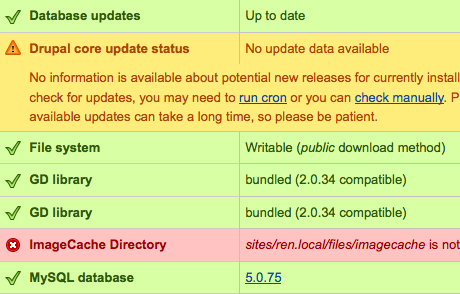 Database updates Up to date
Drupal core update status No update data available
No information is available about potential new releases for currently install
check for updates, you may need to run cron or you can check manually. P
available updates can take a long time, so please be patient.
File system Writable (public download method)
GD library bundled (2.0.34 compatible)
GD library bundled (2.0.34 compatible)
ImageCache Directory sites/ren.local/files/imagecache is not
MySQL database 5.0.75